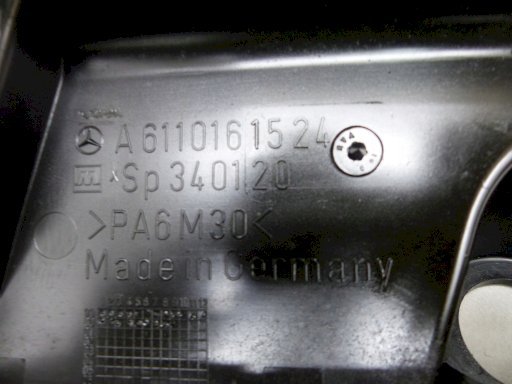 A 611 016 15 24
Sp 340120
>PA6 M30<
Made in Germany